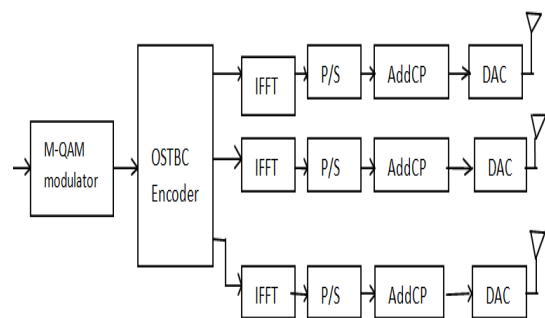 IFFT
P/S
AddCP
DAC
M-QAM
modulator
OSTBC
Encoder
IFFT
P/S
AddCP
DAC
IFFT
P/S
AddCP
DAC